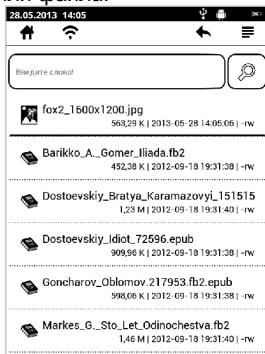 28.05.2013 14:05
Введите слово!
fox2_1600x1200.jpg
563,29 K | 2013-05-28 14:05:06 | -rw
Barikko_A._Gomer_Iliada.fb2
452,38 K | 2012-09-18 19:31:38 | -rw
Dostoevskiy_Bratya_Karamazovyi_151515
1,23 M | 2012-09-18 19:31:40 | -rw
Dostoevskiy_Idiot_72596.epub
909,96 K | 2012-09-18 19:31:38 | -rw
Goncharov_Oblomov.217953.fb2.epub
598,06 K | 2012-09-18 19:31:38 | -rw
Markes_G._Sto_Let_Odinochestva.fb2
1,46 M | 2012-09-18 19:31:40 | -rw